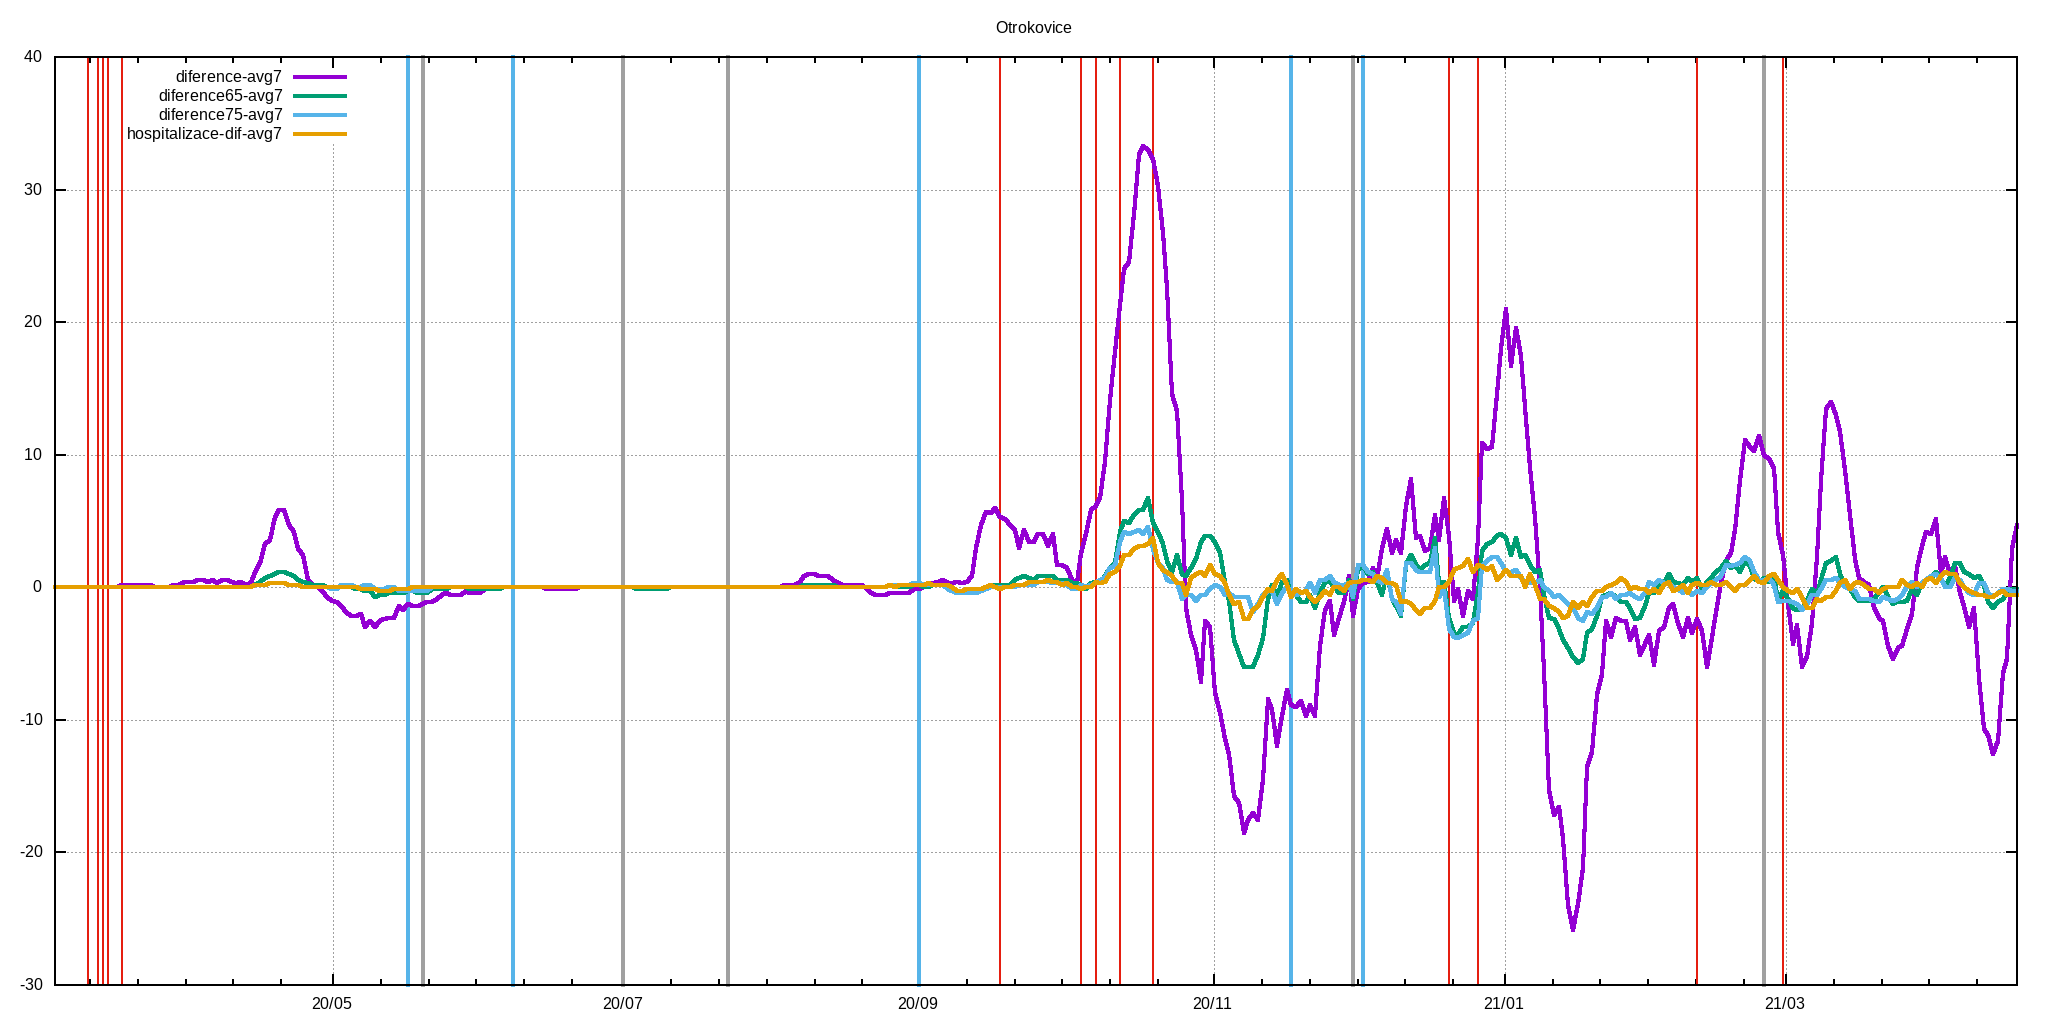 Otrokovice
40
30
20
10
0
-10
-20
-30
diference-avg7
diference65-avg7
diference75-avg7
hospitalizace-dif-avg7
20/05 20/07 20/09 20/11 21/01 21/03